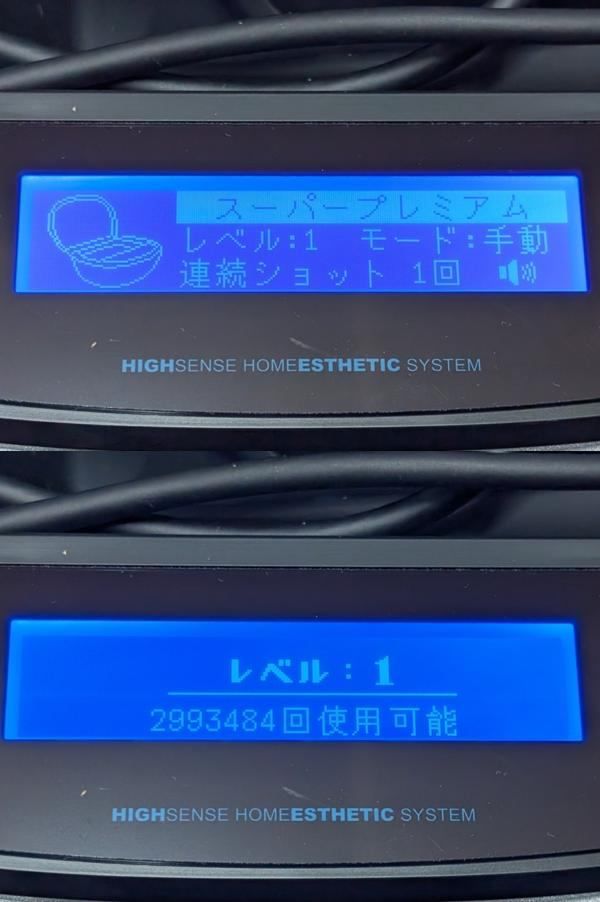 スーパープレミアム
レベル:1 モード:手動
連続ショット 1回
HIGHSENSE HOMEESTHETIC SYSTEM
レベル:1
2993484回使用可能
HIGHSENSE HOMEESTHETIC SYSTEM